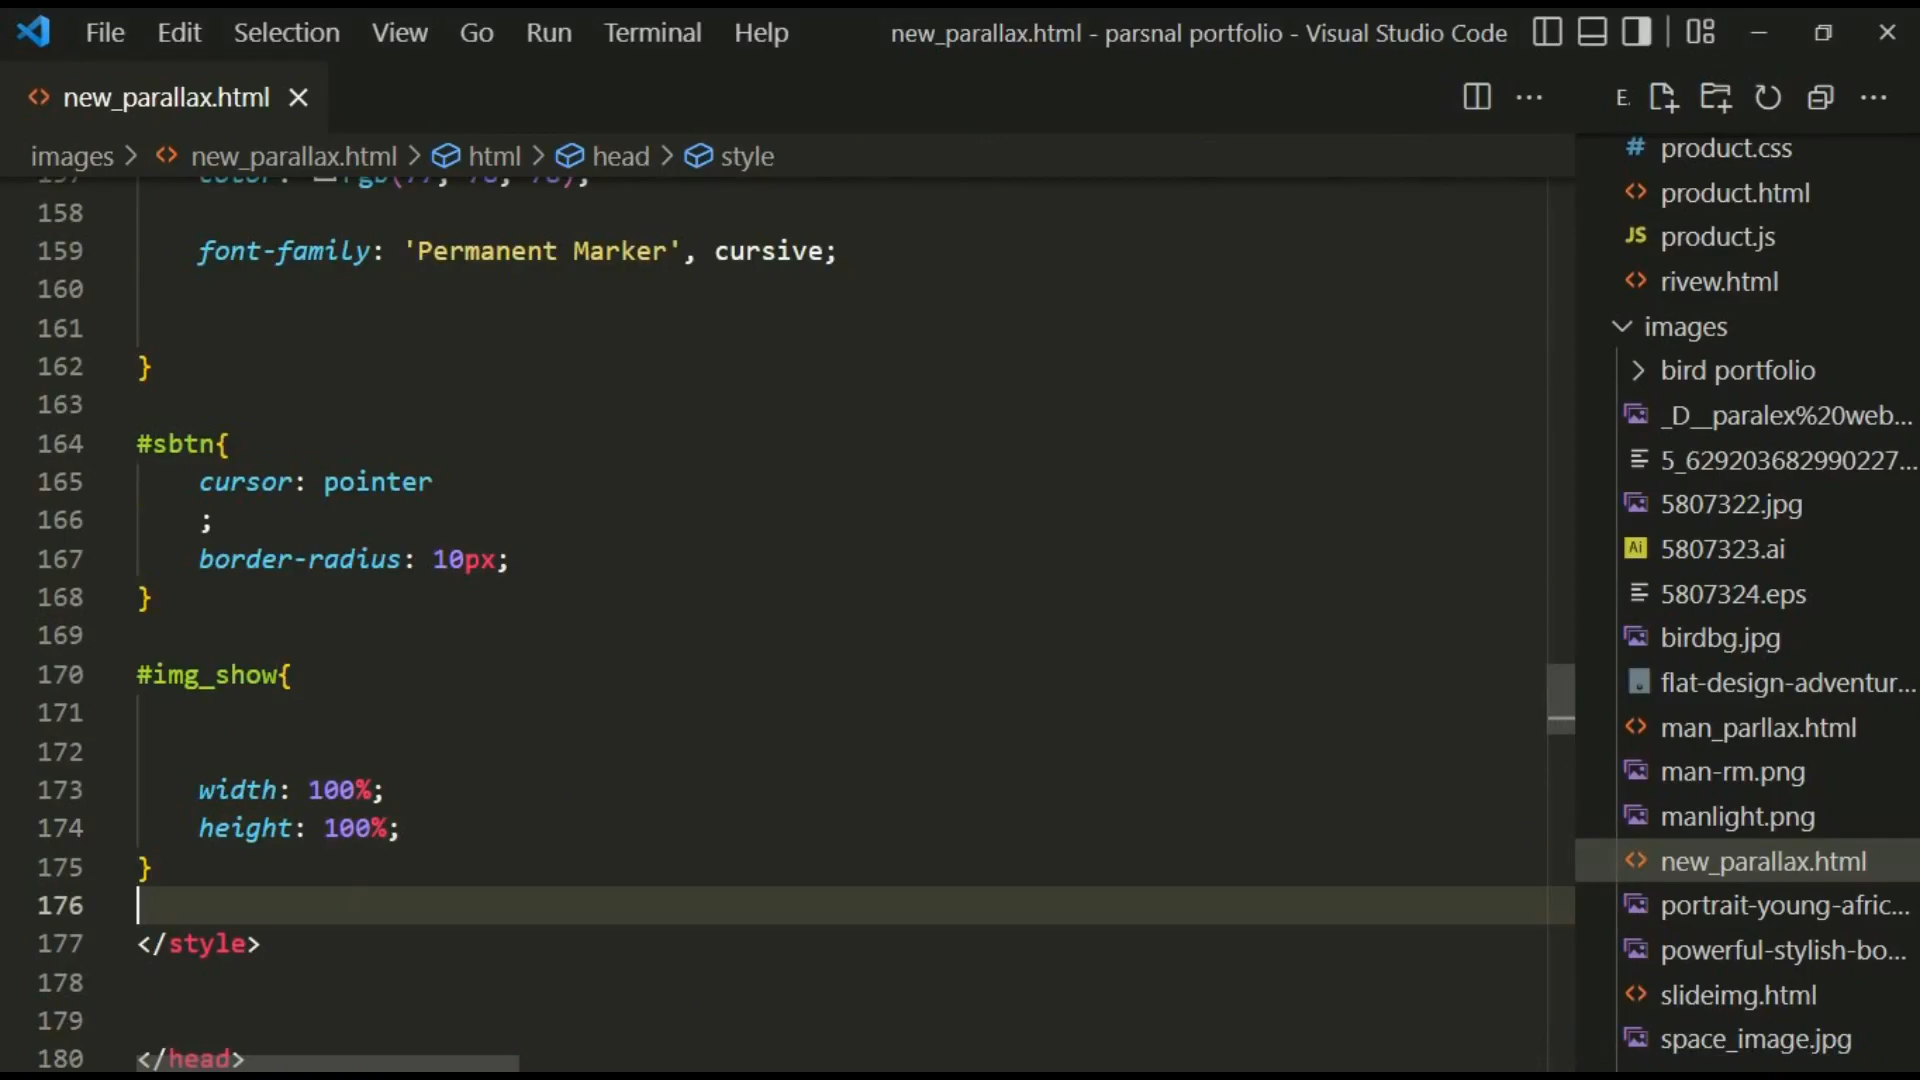 File Edit Selection View Go Run Terminal Help new_parallax.html - parsnal portfolio - Visual Studio Code
new_parallax.html
E.
images > new_parallax.html > html > head > style
158
159 font-family: 'Permanent Marker', cursive;
160
161
162 }
163
164 #sbtn{
165 cursor: pointer
166 ;
167 border-radius: 10px;
168 }
169
170 #img_show{
171
172
173 width: 100%;
174 height: 100%;
175 }
176
177 </style>
178
179
180 </head>
# product.css
product.html
JS product.js
rivew.html
images
bird portfolio
_D__paralex%20web...
5_629203682990227...
5807322.jpg
Ai 5807323.ai
5807324.eps
birdbg.jpg
flat-design-adventur...
man_parllax.html
man-rm.png
manlight.png
new_parallax.html
portrait-young-afric...
powerful-stylish-bo...
slideimg.html
space_image.jpg